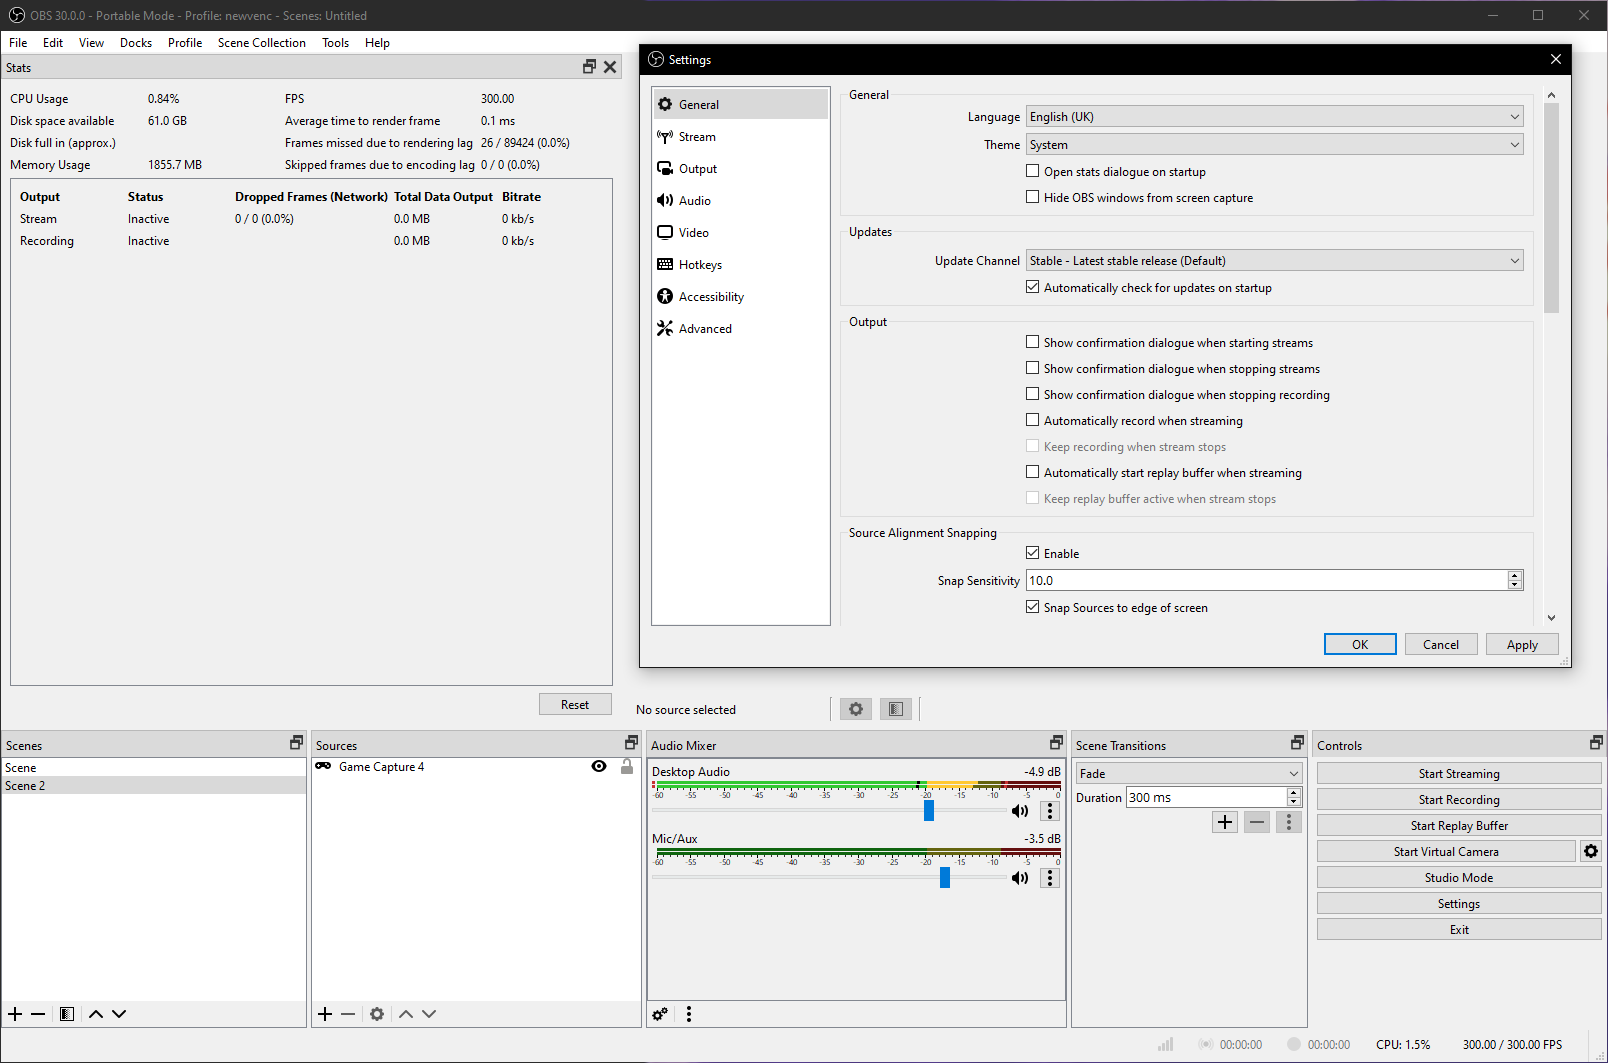 OBS 30.0.0 - Portable Mode - Profile: newvenc - Scenes: Untitled
File Edit View Docks Profile Scene Collection Tools Help
Stats
CPU Usage 0.84% FPS 300.00
Disk space available 61.0 GB Average time to render frame 0.1 ms
Disk full in (approx.) Frames missed due to rendering lag 26 / 89424 (0.0%)
Memory Usage 1855.7 MB Skipped frames due to encoding lag 0 / 0 (0.0%)
Output Status Dropped Frames (Network) Total Data Output Bitrate
Stream Inactive 0 / 0 (0.0%) 0.0 MB 0 kb/s
Recording Inactive 0.0 MB 0 kb/s
Reset
Settings
General
Stream
Output
Audio
Video
Hotkeys
Accessibility
Advanced
General
Language English (UK)
Theme System
Open stats dialogue on startup
Hide OBS windows from screen capture
Updates
Update Channel Stable - Latest stable release (Default)
Automatically check for updates on startup
Output
Show confirmation dialogue when starting streams
Show confirmation dialogue when stopping streams
Show confirmation dialogue when stopping recording
Automatically record when streaming
Keep recording when stream stops
Automatically start replay buffer when streaming
Keep replay buffer active when stream stops
Source Alignment Snapping
Enable
Snap Sensitivity 10.0
Snap Sources to edge of screen
OK Cancel Apply
No source selected
Scenes
Scene
Scene 2
Sources
Game Capture 4
Audio Mixer
Desktop Audio -4.9 dB
-60 -55 -50 -45 -40 -35 -30 -25 -20 -15 -10 -5 0
Mic/Aux -3.5 dB
-60 -55 -50 -45 -40 -35 -30 -25 -20 -15 -10 -5 0
Scene Transitions
Fade
Duration 300 ms
Controls
Start Streaming
Start Recording
Start Replay Buffer
Start Virtual Camera
Studio Mode
Settings
Exit
00:00:00 00:00:00 CPU: 1.5% 300.00 / 300.00 FPS